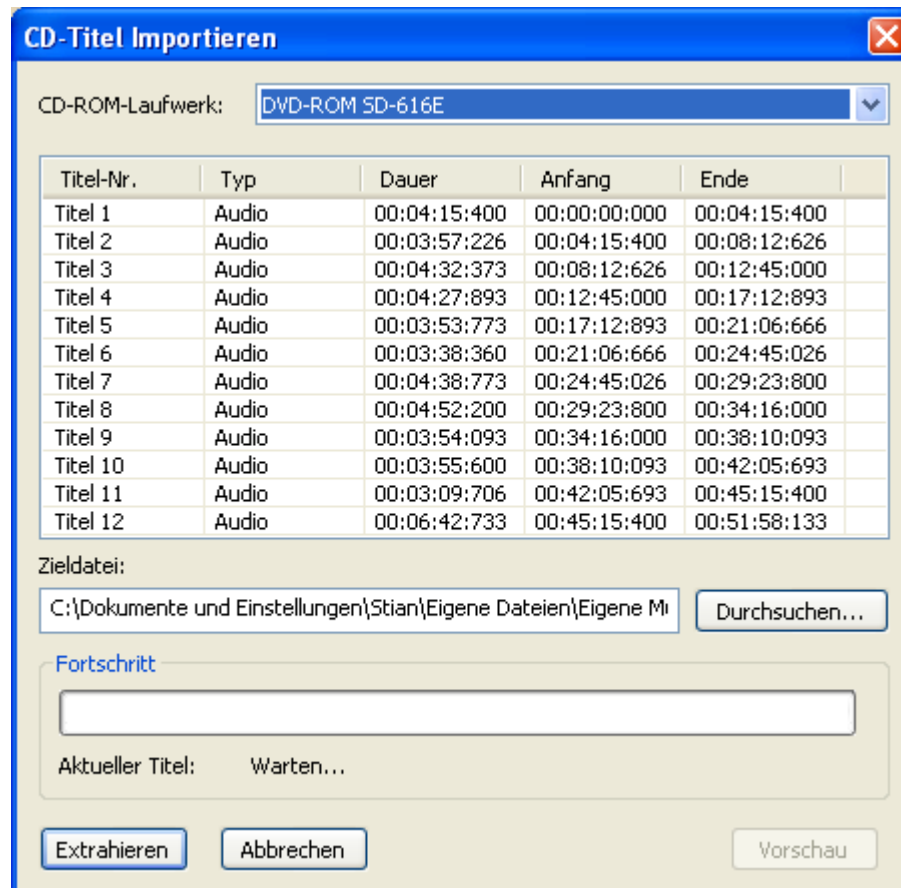 CD-Titel Importieren
CD-ROM-Laufwerk: DVD-ROM SD-616E
Titel-Nr. Typ Dauer Anfang Ende
Titel 1 Audio 00:04:15:400 00:00:00:000 00:04:15:400
Titel 2 Audio 00:03:57:226 00:04:15:400 00:08:12:626
Titel 3 Audio 00:04:32:373 00:08:12:626 00:12:45:000
Titel 4 Audio 00:04:27:893 00:12:45:000 00:17:12:893
Titel 5 Audio 00:03:53:773 00:17:12:893 00:21:06:666
Titel 6 Audio 00:03:38:360 00:21:06:666 00:24:45:026
Titel 7 Audio 00:04:38:773 00:24:45:026 00:29:23:800
Titel 8 Audio 00:04:52:200 00:29:23:800 00:34:16:000
Titel 9 Audio 00:03:54:093 00:34:16:000 00:38:10:093
Titel 10 Audio 00:03:55:600 00:38:10:093 00:42:05:693
Titel 11 Audio 00:03:09:706 00:42:05:693 00:45:15:400
Titel 12 Audio 00:06:42:733 00:45:15:400 00:51:58:133
Zieldatei:
C:\Dokumente und Einstellungen\Stian\Eigene Dateien\Eigene Mu Durchsuchen...
Fortschritt
Aktueller Titel: Warten...
Extrahieren Abbrechen Vorschau